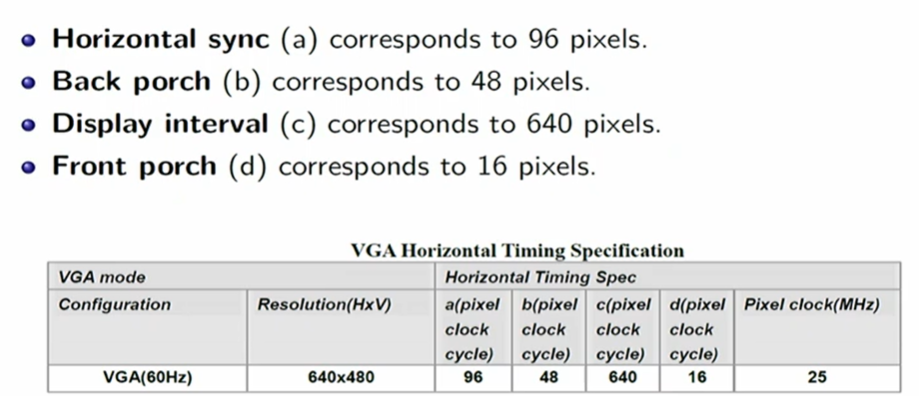 Horizontal sync (a) corresponds to 96 pixels.
Back porch (b) corresponds to 48 pixels.
Display interval (c) corresponds to 640 pixels.
Front porch (d) corresponds to 16 pixels.
VGA Horizontal Timing Specification
VGA mode Horizontal Timing Spec
Configuration Resolution(HxV) a(pixel clock cycle) b(pixel clock cycle) c(pixel clock cycle) d(pixel clock cycle) Pixel clock(MHz)
VGA(60Hz) 640x480 96 48 640 16 25